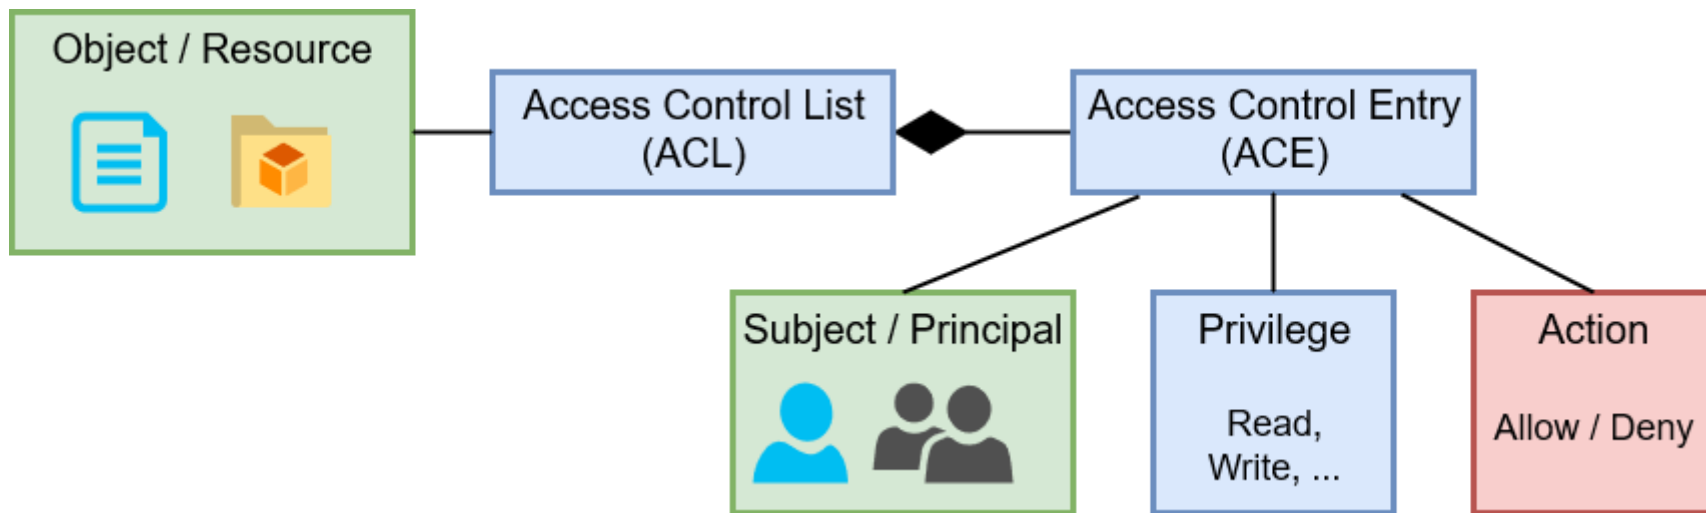 Object / Resource
Access Control List
(ACL)
Access Control Entry
(ACE)
Subject / Principal
Privilege
Read,
Write, ...
Action
Allow / Deny